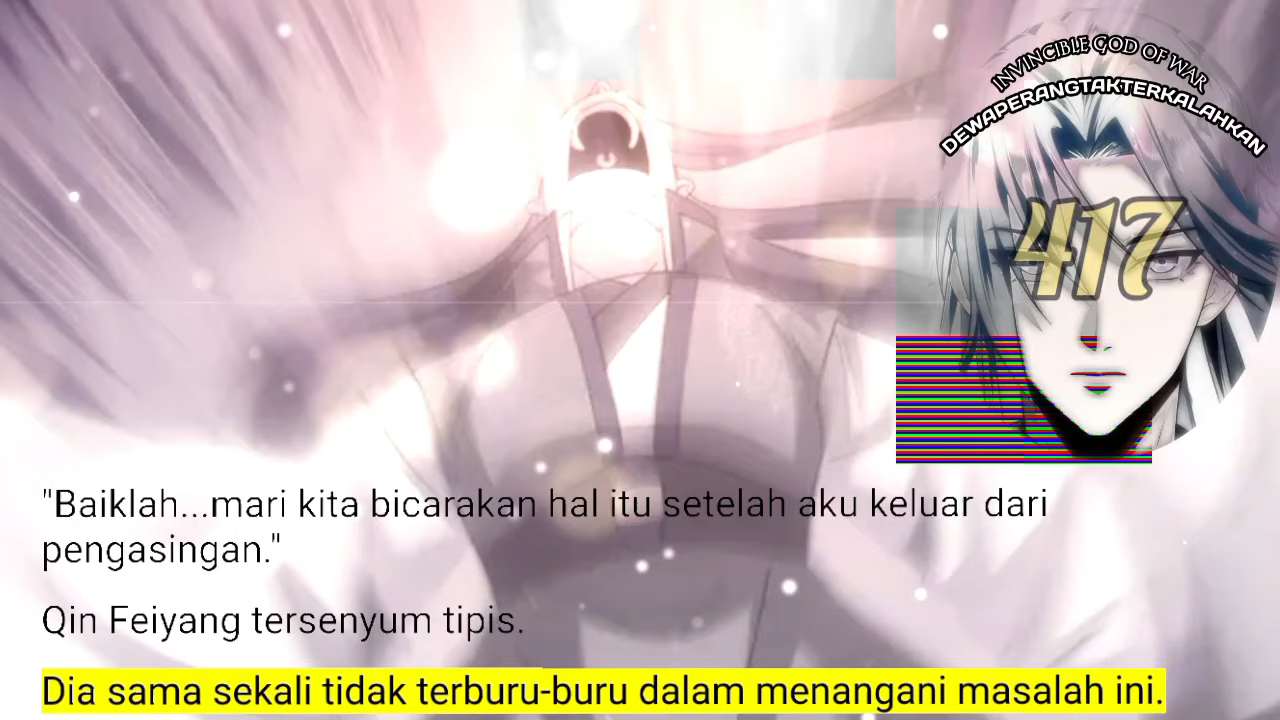 INVINCIBLE GOD OF WAR
DEWAPERANGTAKTERKALAHKAN
417
"Baiklah...mari kita bicarakan hal itu setelah aku keluar dari
pengasingan."
Qin Feiyang tersenyum tipis.
Dia sama sekali tidak terburu-buru dalam menangani masalah ini.